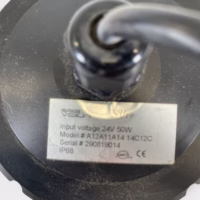 Input voltage 24V 50W
Model # A12A11A14 14C12C
Serial # 290819014
IP68